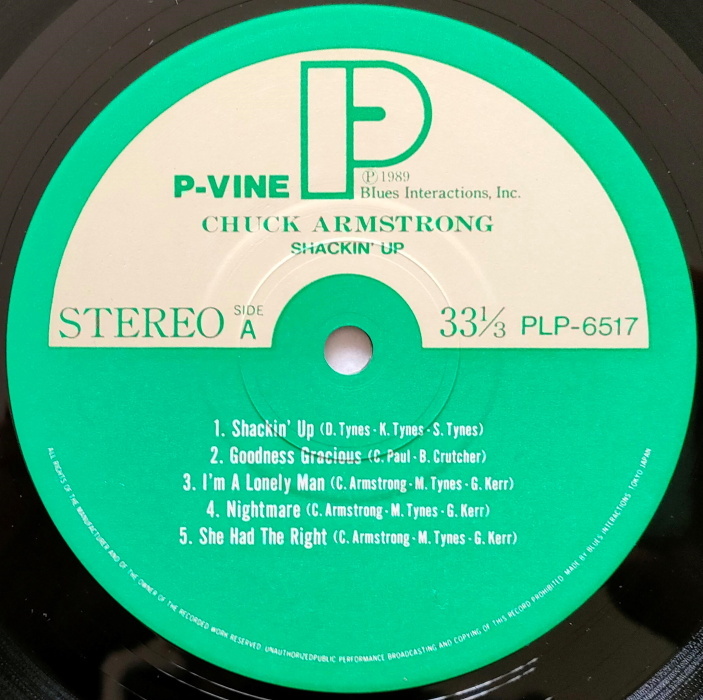 P
P-VINE
℗ 1989
Blues Interactions, Inc.
CHUCK ARMSTRONG
SHACKIN' UP
STEREO SIDE A 33⅓ PLP-6517
1. Shackin' Up (D. Tynes - K. Tynes - S. Tynes)
2. Goodness Gracious (C. Paul - B. Crutcher)
3. I'm A Lonely Man (C. Armstrong - M. Tynes - G. Kerr)
4. Nightmare (C. Armstrong - M. Tynes - G. Kerr)
5. She Had The Right (C. Armstrong - M. Tynes - G. Kerr)
ALL RIGHTS OF THE MANUFACTURER AND OF THE OWNER OF THE RECORDED WORK RESERVED. UNAUTHORIZEDPUBLIC PERFORMANCE BROADCASTING AND COPYING OF THIS RECORD PROHIBITED. MADE BY BLUES INTERACTIONS TOKYO JAPAN